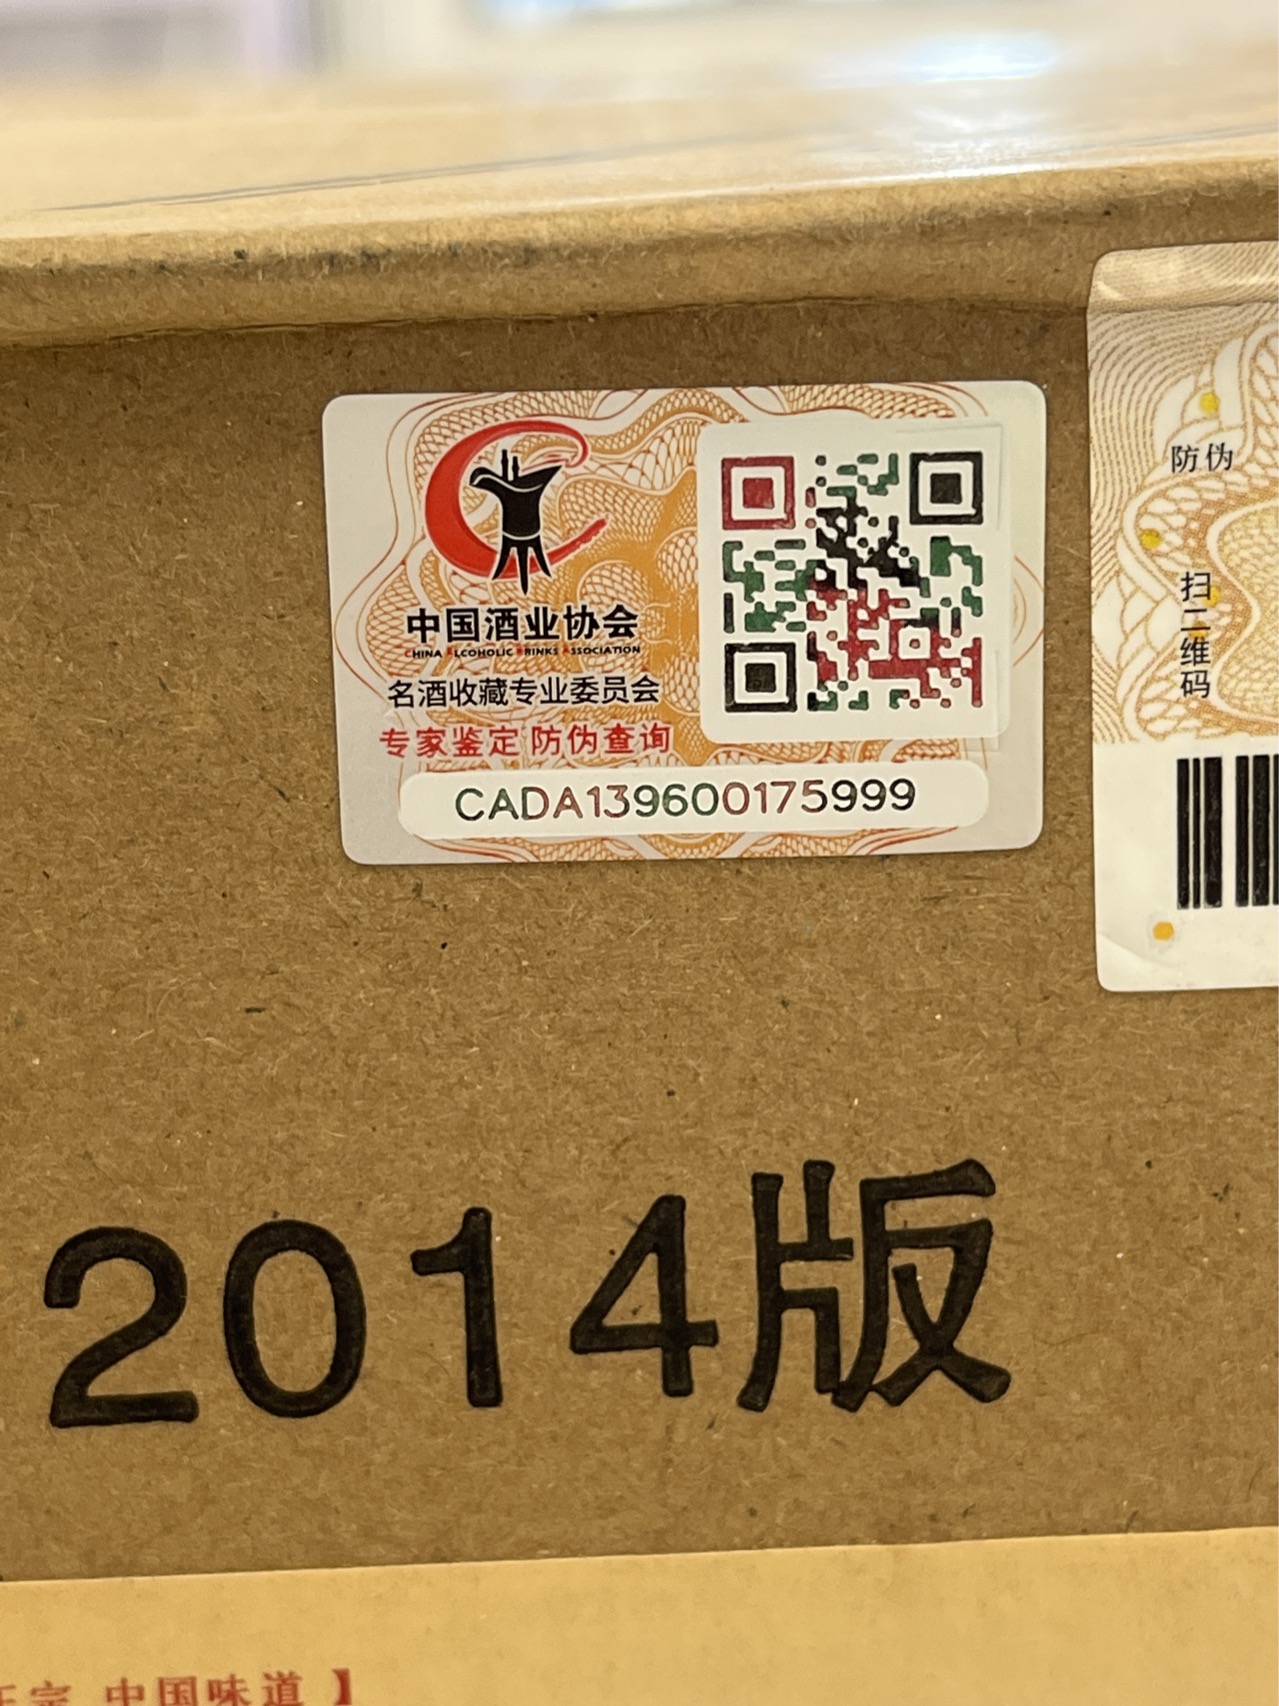 中国酒业协会
CHINA ALCOHOLIC DRINKS ASSOCIATION
名酒收藏专业委员会
专家鉴定 防伪查询
CADA139600175999
防伪
扫二维码
2014版
中国味道】